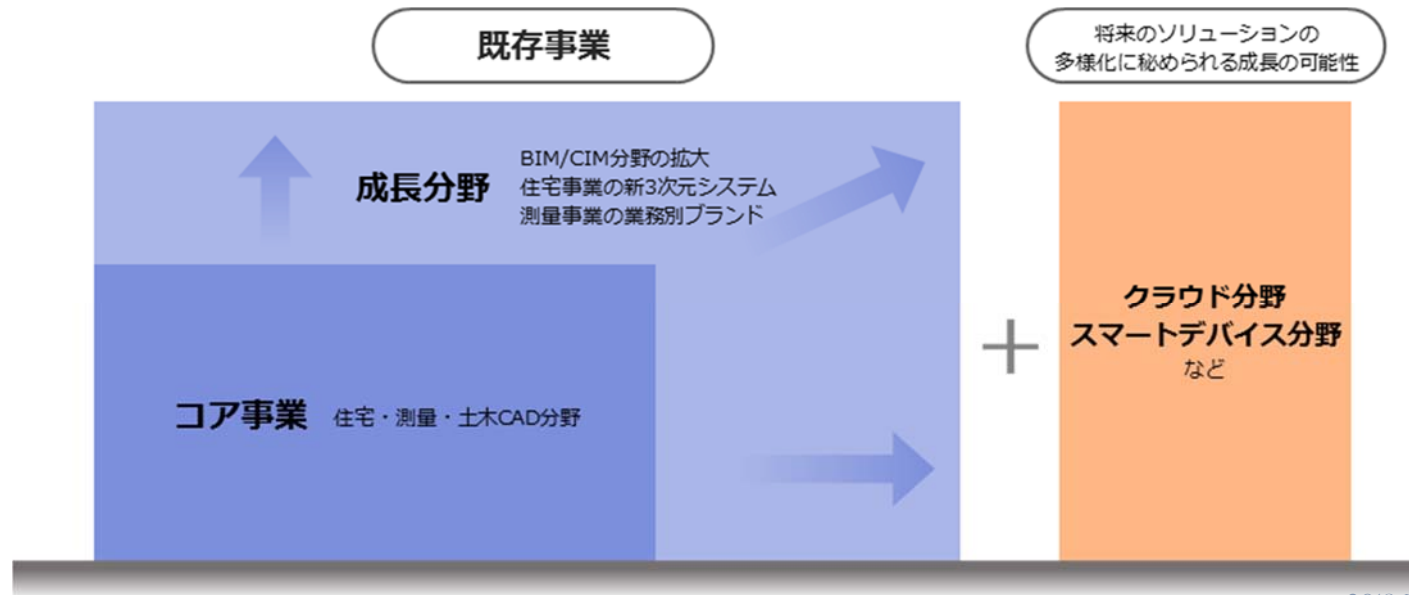 既存事業
将来のソリューションの
多様化に秘められる成長の可能性
成長分野
BIM/CIM分野の拡大
住宅事業の新3次元システム
測量事業の業務別ブランド
コア事業
住宅・測量・土木CAD分野
＋
クラウド分野
スマートデバイス分野
など